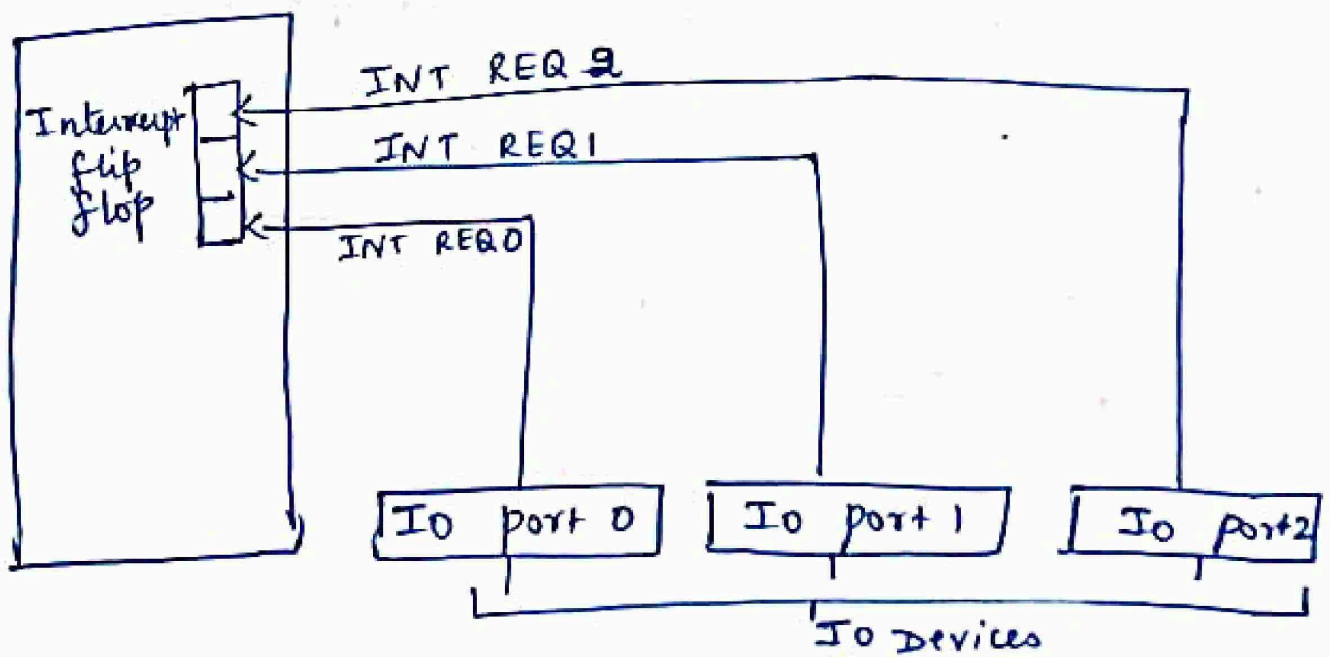 INT REQ 2
Interrupt
flip
flop
INT REQ1
INT REQ0
Io port 0
Io port 1
Io port2
Io Devices